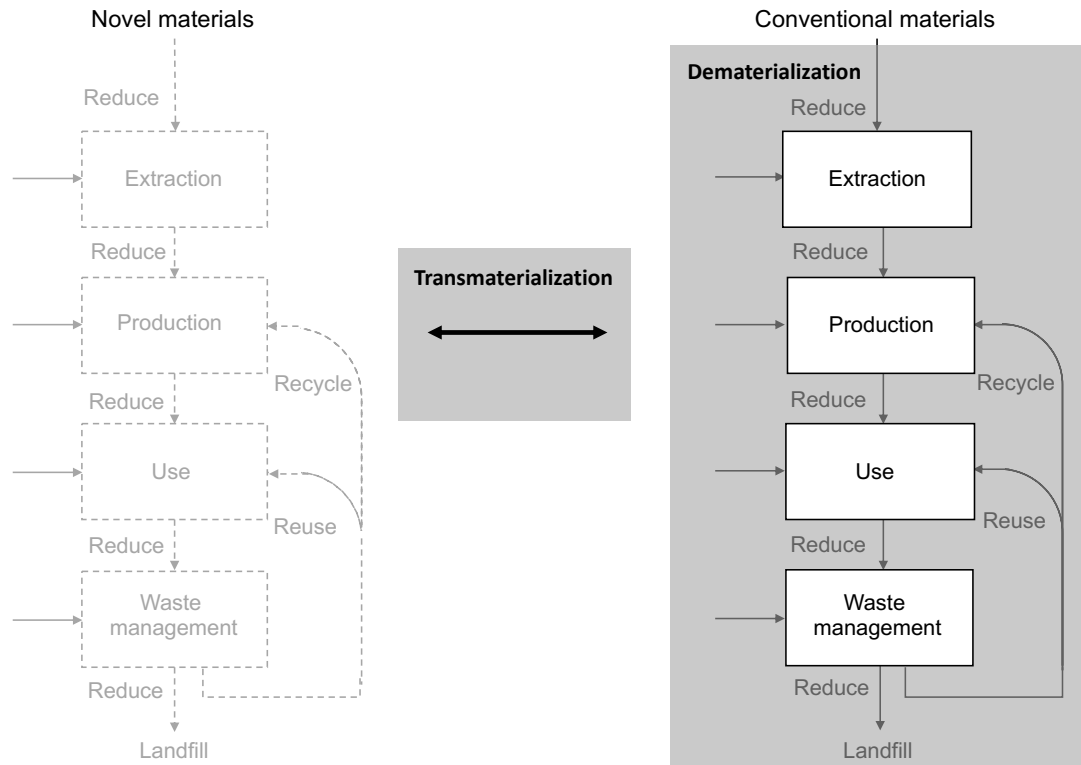 Novel materials
Reduce
Extraction
Reduce
Production
Recycle
Reduce
Use
Reuse
Reduce
Waste
management
Reduce
Landfill
Transmaterialization
Conventional materials
Dematerialization
Reduce
Extraction
Reduce
Production
Recycle
Reduce
Use
Reuse
Reduce
Waste
management
Reduce
Landfill